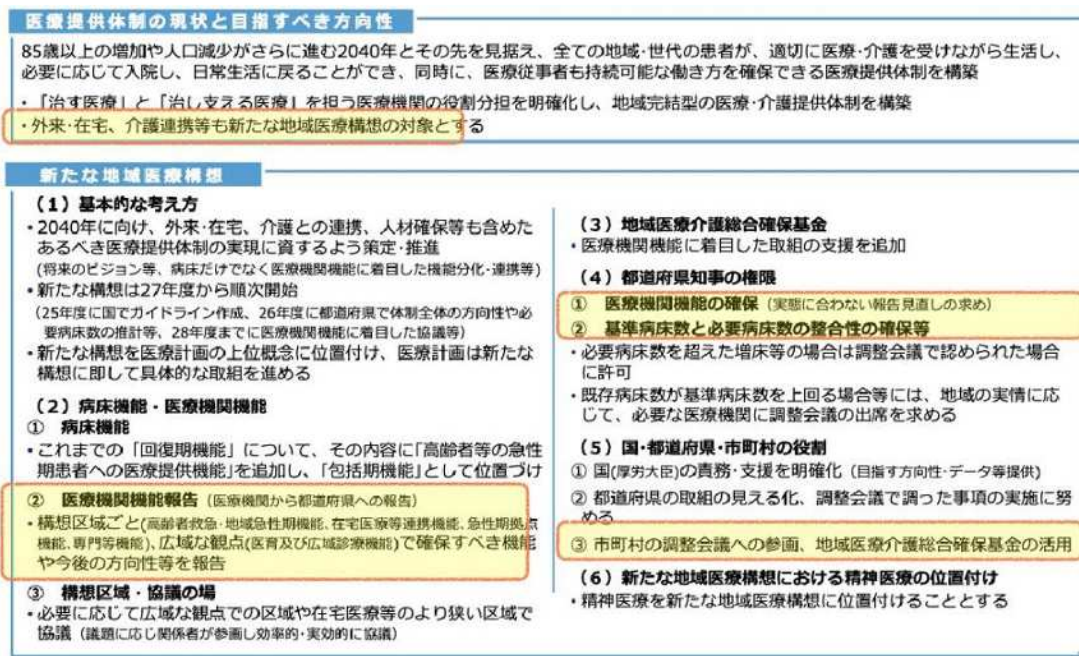 医療提供体制の現状と目指すべき方向性
85歳以上の増加や人口減少がさらに進む2040年とその先を見据え、全ての地域・世代の患者が、適切に医療・介護を受けながら生活し、
必要に応じて入院し、日常生活に戻ることができ、同時に、医療従事者も持続可能な働き方を確保できる医療提供体制を構築
・「治す医療」と「治し支える医療」を担う医療機関の役割分担を明確化し、地域完結型の医療・介護提供体制を構築
・外来・在宅、介護連携等も新たな地域医療構想の対象とする
新たな地域医療構想
（1）基本的な考え方
・2040年に向け、外来・在宅、介護との連携、人材確保等も含めた
あるべき医療提供体制の実現に資するよう策定・推進
(将来のビジョン等、病床だけでなく医療機関機能に着目した機能分化・連携等)
・新たな構想は27年度から順次開始
（25年度に国でガイドライン作成、26年度に都道府県で体制全体の方向性や必
要病床数の推計等、28年度までに医療機関機能に着目した協議等）
・新たな構想を医療計画の上位概念に位置付け、医療計画は新たな
構想に即して具体的な取組を進める
（2）病床機能・医療機関機能
① 病床機能
・これまでの「回復期機能」について、その内容に「高齢者等の急性
期患者への医療提供機能」を追加し、「包括期機能」として位置づけ
② 医療機関機能報告（医療機関から都道府県への報告）
・構想区域ごと(高齢者救急・地域急性期機能、在宅医療等連携機能、急性期拠点
機能、専門等機能)、広域な観点(医育及び広域診療機能)で確保すべき機能
や今後の方向性等を報告
③ 構想区域・協議の場
・必要に応じて広域な観点での区域や在宅医療等のより狭い区域で
協議（議題に応じ関係者が参画し効率的・実効的に協議）
（3）地域医療介護総合確保基金
・医療機関機能に着目した取組の支援を追加
（4）都道府県知事の権限
① 医療機関機能の確保（実態に合わない報告見直しの求め）
② 基準病床数と必要病床数の整合性の確保等
・必要病床数を超えた増床等の場合は調整会議で認められた場合
に許可
・既存病床数が基準病床数を上回る場合等には、地域の実情に応
じて、必要な医療機関に調整会議の出席を求める
（5）国・都道府県・市町村の役割
① 国(厚労大臣)の責務・支援を明確化（目指す方向性・データ等提供）
② 都道府県の取組の見える化、調整会議で調った事項の実施に努
める
③ 市町村の調整会議への参画、地域医療介護総合確保基金の活用
（6）新たな地域医療構想における精神医療の位置付け
・精神医療を新たな地域医療構想に位置付けることとする